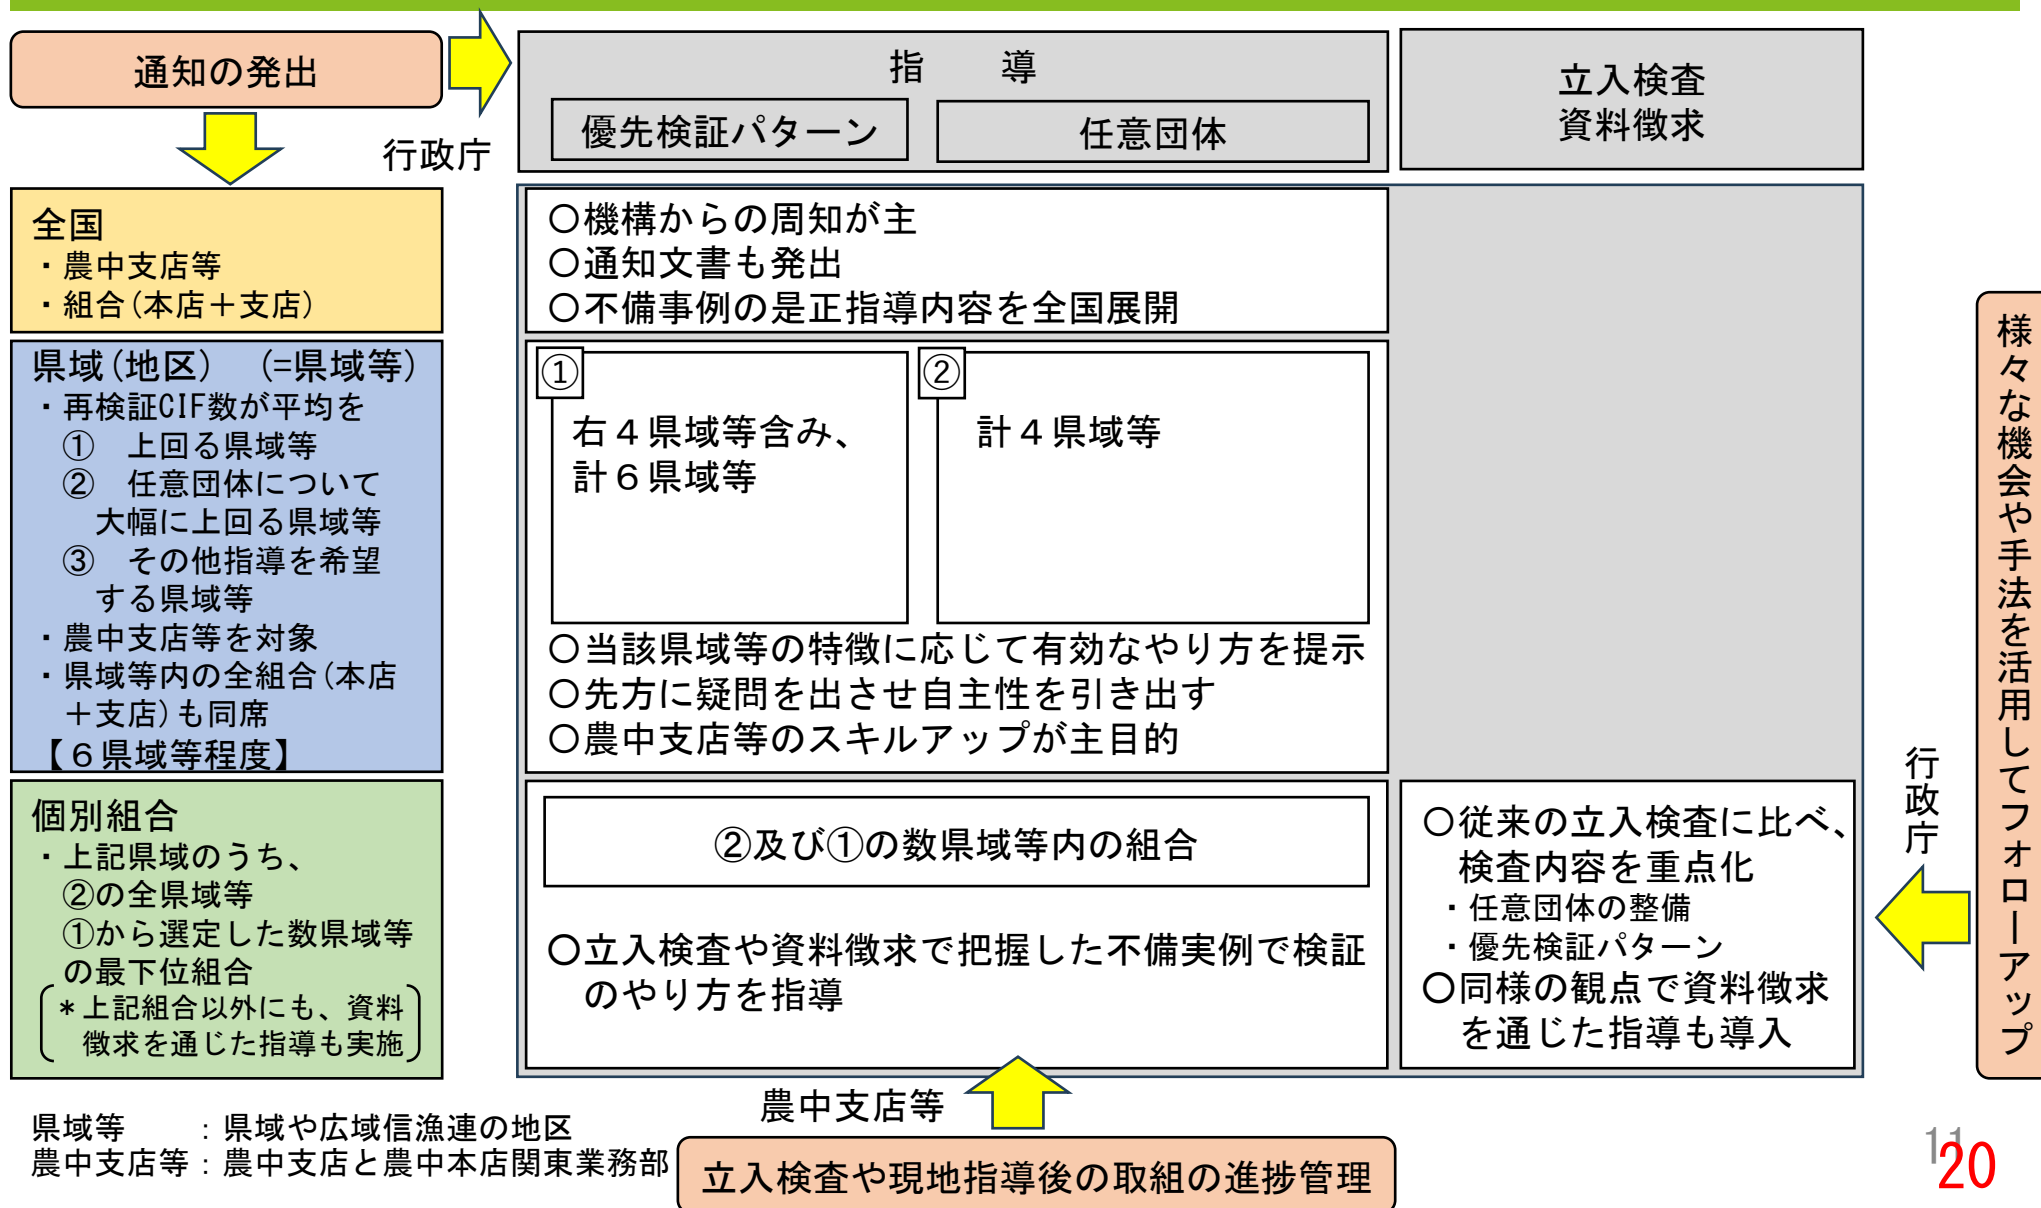 通知の発出
行政庁
指　　導
優先検証パターン
任意団体
立入検査
資料徴求
全国
・農中支店等
・組合(本店＋支店)
〇機構からの周知が主
〇通知文書も発出
〇不備事例の是正指導内容を全国展開
県域(地区)　(=県域等)
・再検証CIF数が平均を
①　上回る県域等
②　任意団体について
大幅に上回る県域等
③　その他指導を希望
する県域等
・農中支店等を対象
・県域等内の全組合(本店
＋支店)も同席
【６県域等程度】
①
右４県域等含み、
計６県域等
②
計４県域等
〇当該県域等の特徴に応じて有効なやり方を提示
〇先方に疑問を出させ自主性を引き出す
〇農中支店等のスキルアップが主目的
個別組合
・上記県域のうち、
②の全県域等
①から選定した数県域等
の最下位組合
＊上記組合以外にも、資料
徴求を通じた指導も実施
②及び①の数県域等内の組合
〇立入検査や資料徴求で把握した不備実例で検証
のやり方を指導
〇従来の立入検査に比べ、
検査内容を重点化
・任意団体の整備
・優先検証パターン
〇同様の観点で資料徴求
を通じた指導も導入
行政庁
様々な機会や手法を活用してフォローアップ
農中支店等
立入検査や現地指導後の取組の進捗管理
県域等　　：県域や広域信漁連の地区
農中支店等：農中支店と農中本店関東業務部
11
20